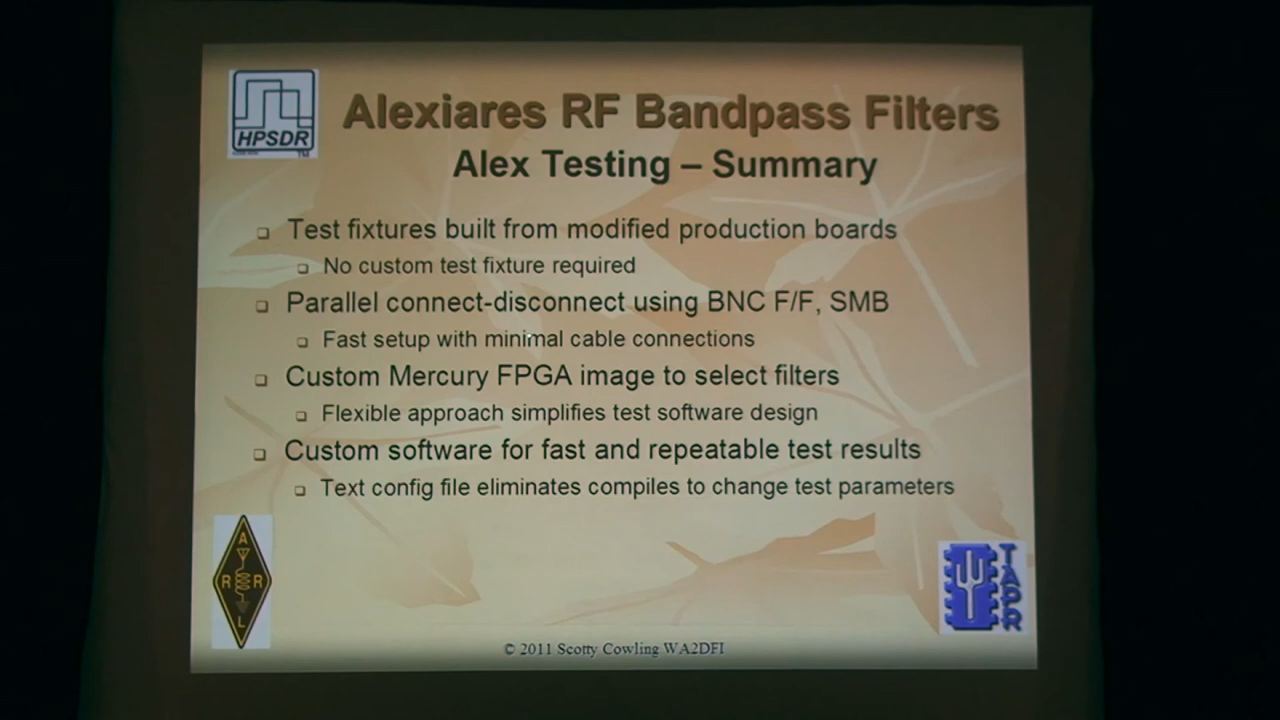 HPSDR
TM
Alexiares RF Bandpass Filters
Alex Testing – Summary
Test fixtures built from modified production boards
No custom test fixture required
Parallel connect-disconnect using BNC F/F, SMB
Fast setup with minimal cable connections
Custom Mercury FPGA image to select filters
Flexible approach simplifies test software design
Custom software for fast and repeatable test results
Text config file eliminates compiles to change test parameters
A
R R
L
TAPR
© 2011 Scotty Cowling WA2DFI